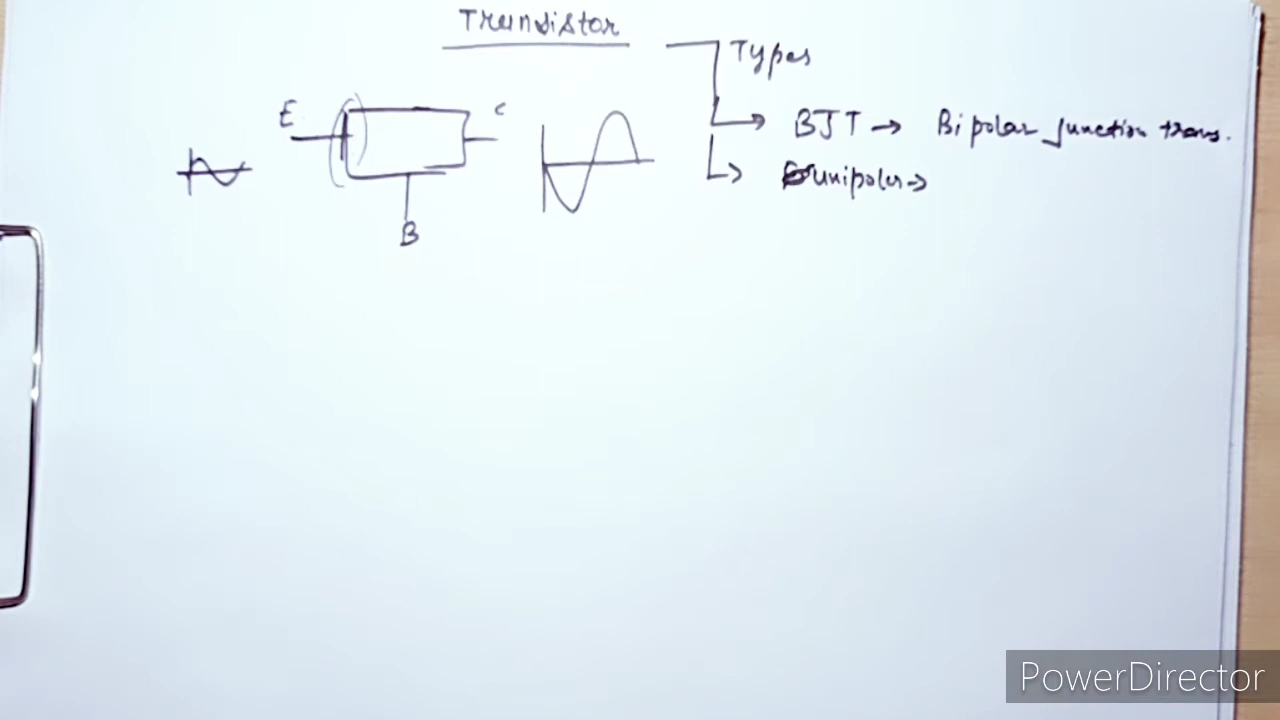 Transistor
Types
E
C
BJT → Bipolar junction trans.
unipolar →
B
PowerDirector